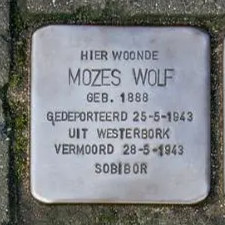 HIER WOONDE
MOZES WOLF
GEB. 1888
GEDEPORTEERD 25-5-1943
UIT WESTERBORK
VERMOORD 28-5-1943
SOBIBOR